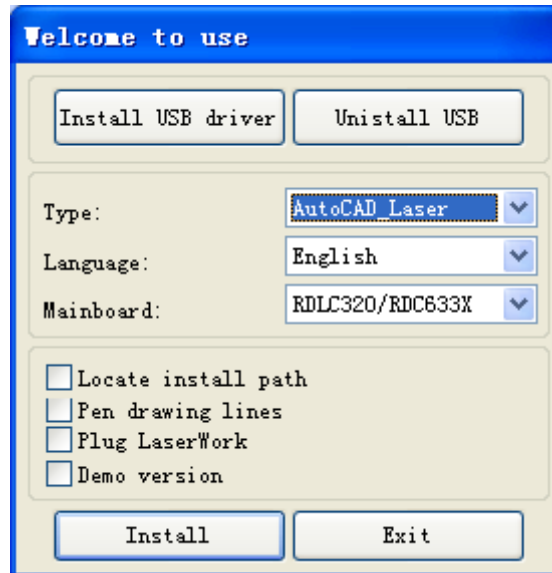 Welcome to use
Install USB driver Unistall USB
Type: AutoCAD_Laser
Language: English
Mainboard: RDLC320/RDC633X
Locate install path
Pen drawing lines
Plug LaserWork
Demo version
Install Exit